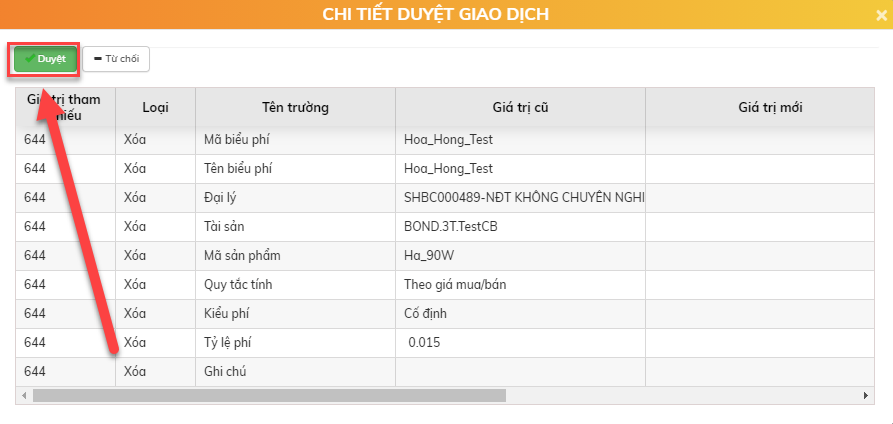 CHI TIẾT DUYỆT GIAO DỊCH
Duyệt Từ chối
Giá trị tham Loại Tên trường Giá trị cũ Giá trị mới
644 Xóa Mã biểu phí Hoa_Hong_Test
644 Xóa Tên biểu phí Hoa_Hong_Test
644 Xóa Đại lý SHBC000489-NĐT KHÔNG CHUYÊN NGHI
644 Xóa Tài sản BOND.3T.TestCB
644 Xóa Mã sản phẩm Ha_90W
644 Xóa Quy tắc tính Theo giá mua/bán
644 Xóa Kiểu phí Cố định
644 Xóa Tỷ lệ phí 0.015
644 Xóa Ghi chú